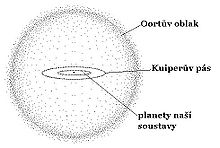 Oortův oblak
Kuiperův pás
planety naší
soustavy